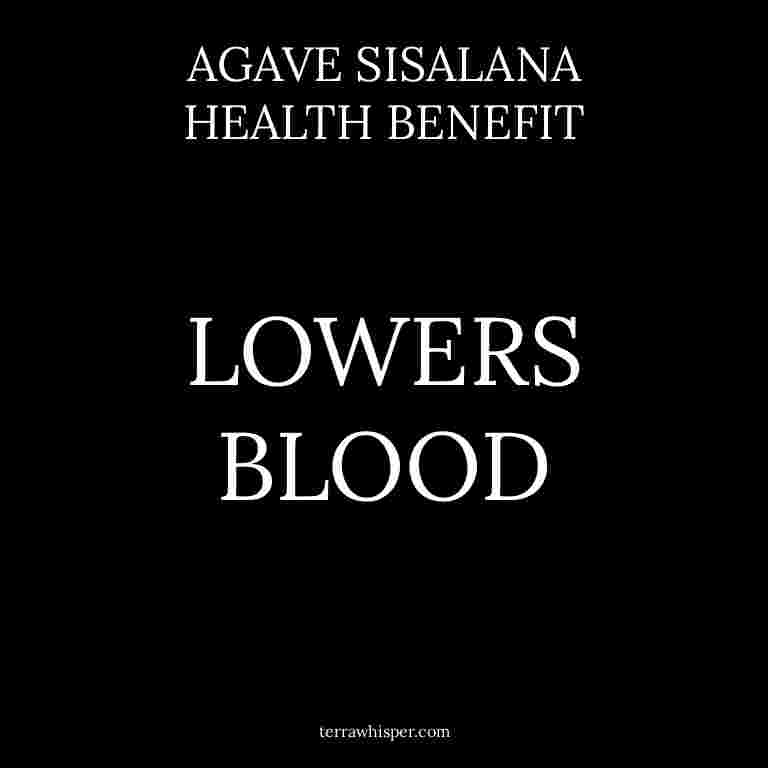 AGAVE SISALANA
HEALTH BENEFIT
LOWERS
BLOOD
terrawhisper.com